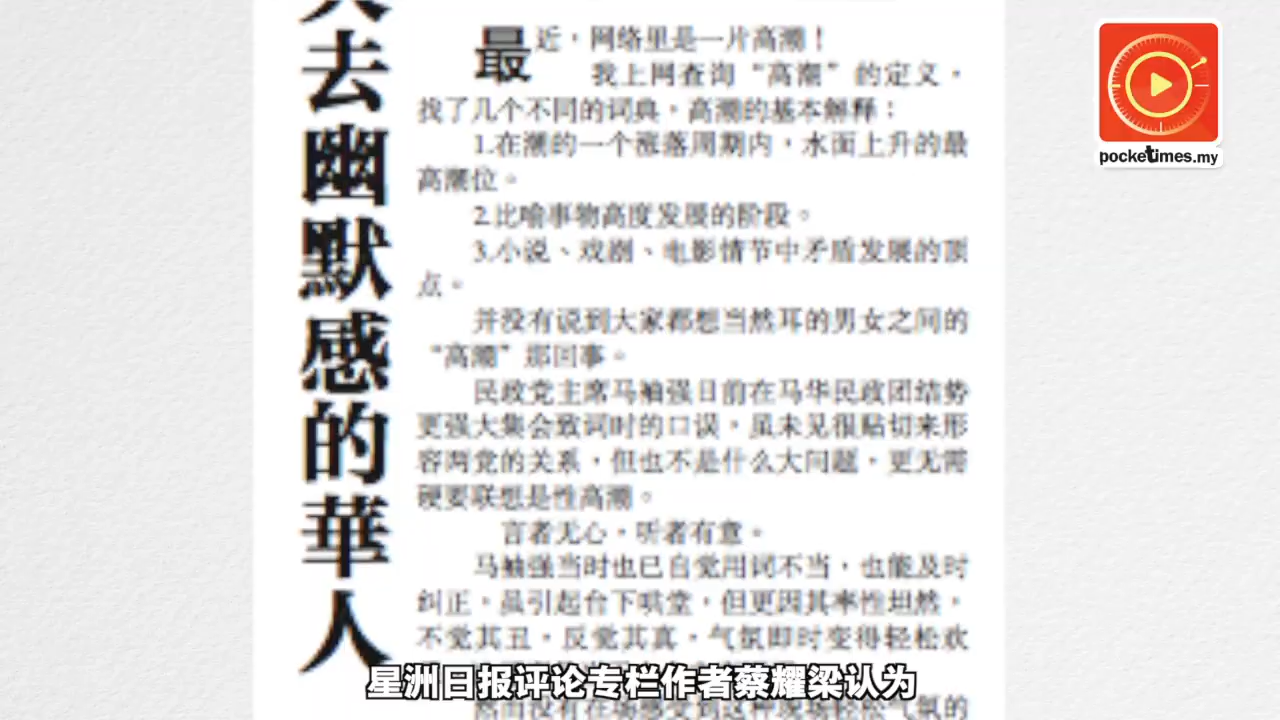 失去幽默感的華人
最近，网络里是一片高潮！
我上网查询“高潮”的定义，
找了几个不同的词典，高潮的基本解释：
1.在潮的一个涨落周期内，水面上升的最
高潮位。
2.比喻事物高度发展的阶段。
3.小说、戏剧、电影情节中矛盾发展的顶
点。
并没有说到大家都想当然耳的男女之间的
“高潮”那回事。
民政党主席马袖强日前在马华民政团结势
更强大集会致词时的口误，虽未见很贴切来形
容两党的关系，但也不是什么大问题，更无需
硬要联想是性高潮。
言者无心，听者有意。
马袖强当时也已自觉用词不当，也能及时
纠正，虽引起台下哄堂，但更因其率性坦然，
不觉其丑，反觉其真，气氛即时变得轻松欢
星洲日报评论专栏作者蔡耀梁认为
pocketimes.my